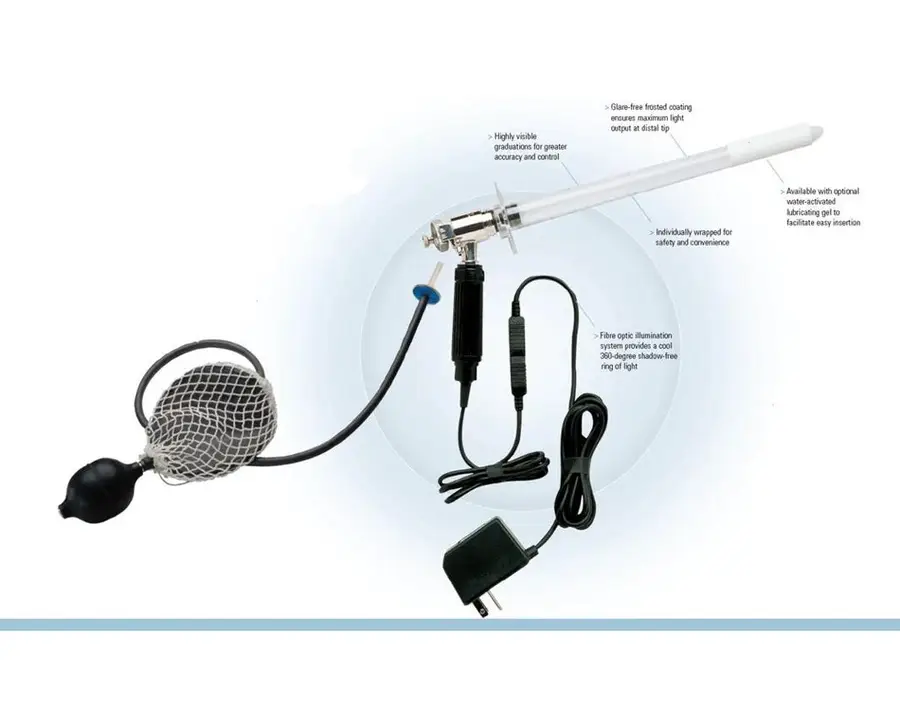 > Glare-free frosted coating
ensures maximum light
output at distal tip
> Highly visible
graduations for greater
accuracy and control
> Available with optional
water-activated
lubricating gel to
facilitate easy insertion
> Individually wrapped for
safety and convenience
> Fibre optic illumination
system provides a cool
360-degree shadow-free
ring of light